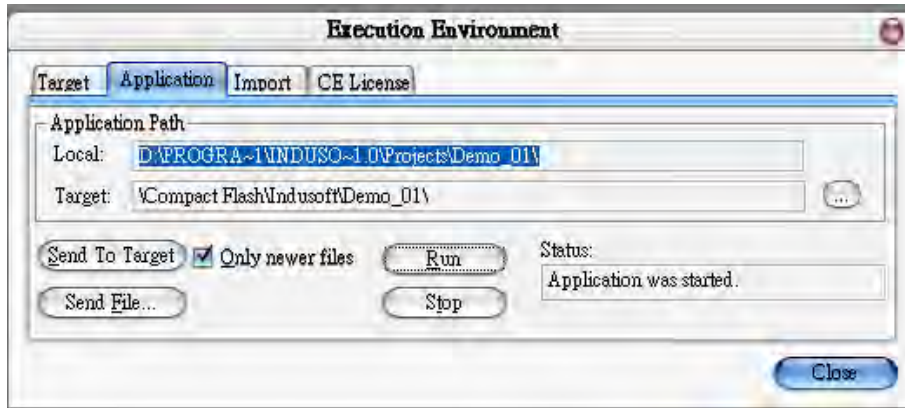 Execution Environment
Target Application Import CE License
Application Path
Local: D:\PROGRA~1\INDUSO~1.0\Projects\Demo_01\
Target: \Compact Flash\Indusoft\Demo_01\ ...
Send To Target Only newer files Run Status:
Application was started.
Send File... Stop
Close